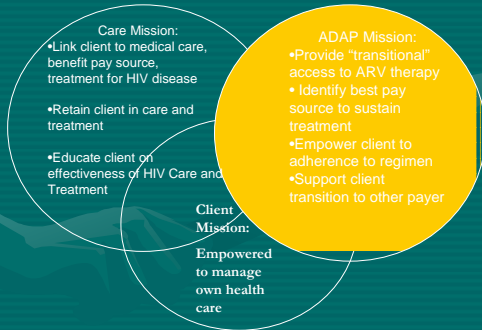 Care Mission:
•Link client to medical care,
benefit pay source,
treatment for HIV disease
•Retain client in care and
treatment
•Educate client on
effectiveness of HIV Care and
Treatment
ADAP Mission:
•Provide “transitional”
access to ARV therapy
• Identify best pay
source to sustain
treatment
•Empower client to
adherence to regimen
•Support client
transition to other payer
Client
Mission:
Empowered
to manage
own health
care